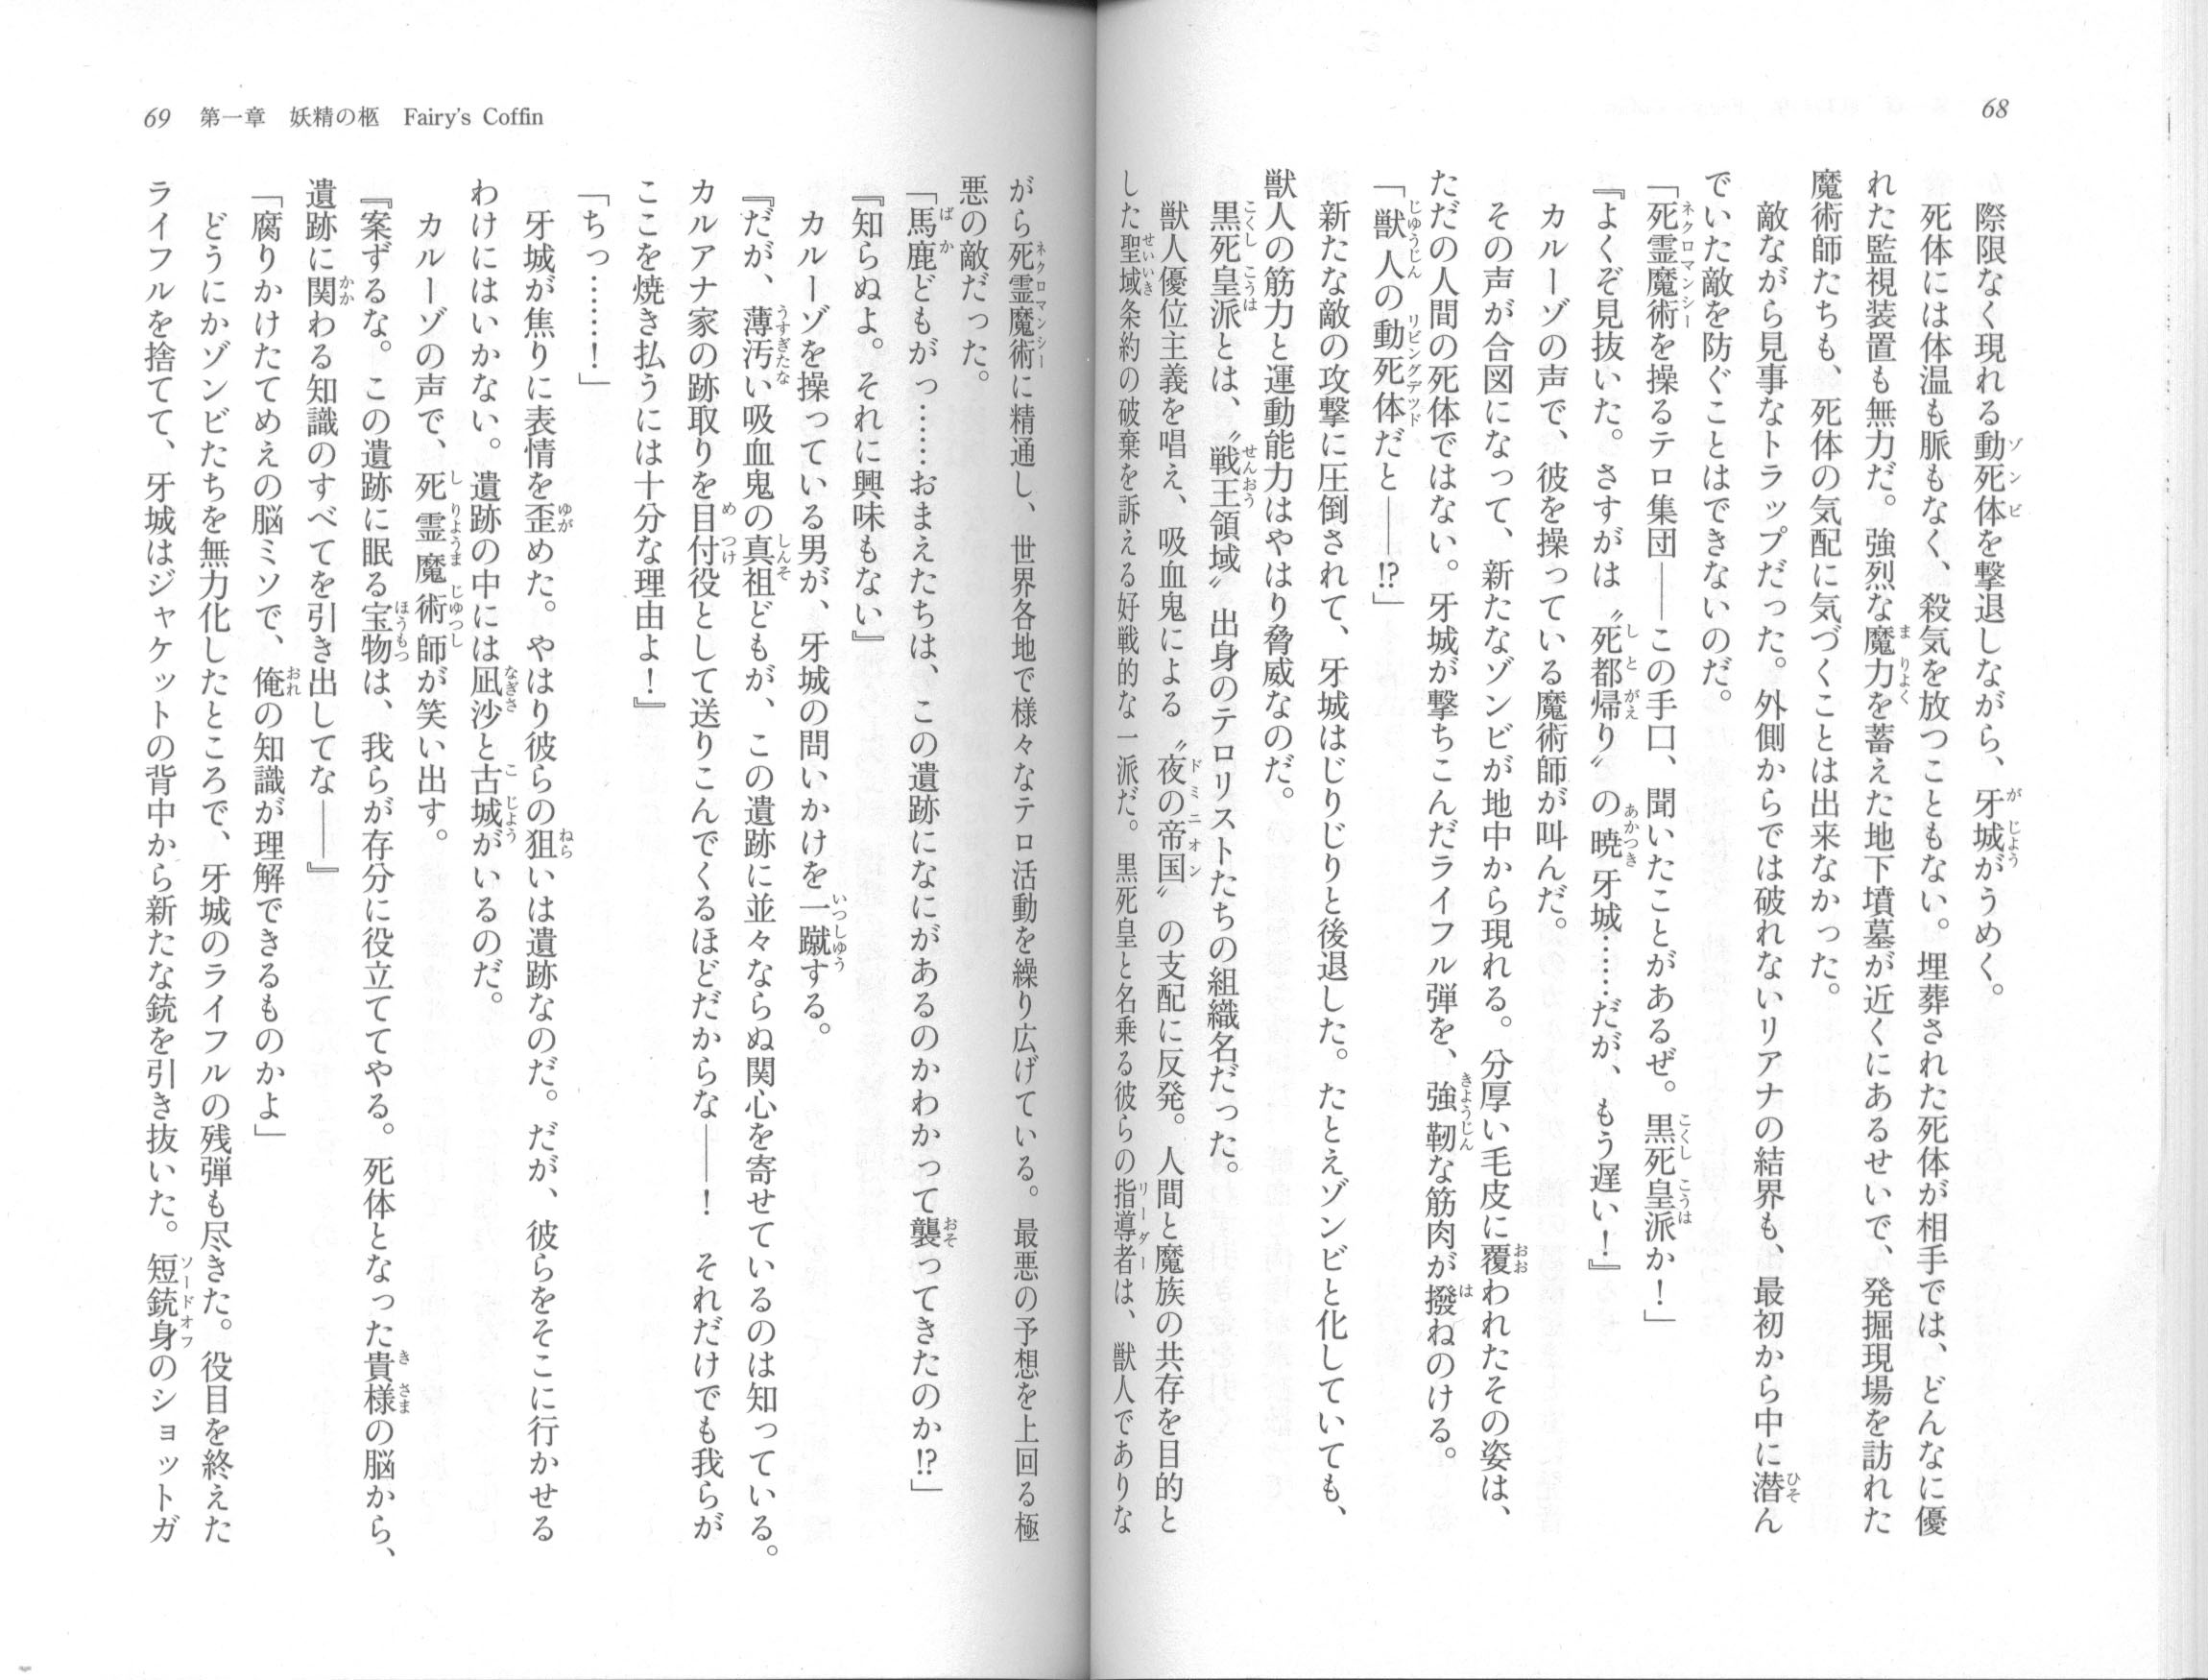 68
際限なく現れる動死体を撃退しながら、牙城がうめく。
死体には体温も脈もなく、殺気を放つこともない。埋葬された死体が相手では、どんなに優
れた監視装置も無力だ。強烈な魔力を蓄えた地下墳墓が近くにあるせいで、発掘現場を訪れた
魔術師たちも、死体の気配に気づくことは出来なかった。
敵ながら見事なトラップだった。外側からでは破れないリアナの結界も、最初から中に潜ん
でいた敵を防ぐことはできないのだ。
「死霊魔術を操るテロ集団――この手口、聞いたことがあるぜ。黒死皇派か！」
『よくぞ見抜いた。さすがは〝死都帰り〟の暁牙城……だが、もう遅い！』
カルーゾの声で、彼を操っている魔術師が叫んだ。
その声が合図になって、新たなゾンビが地中から現れる。分厚い毛皮に覆われたその姿は、
ただの人間の死体ではない。牙城が撃ちこんだライフル弾を、強靭な筋肉が撥ねのける。
「獣人の動死体だと――!?」
新たな敵の攻撃に圧倒されて、牙城はじりじりと後退した。たとえゾンビと化していても、
獣人の筋力と運動能力はやはり脅威なのだ。
黒死皇派とは、〝戦王領域〟出身のテロリストたちの組織名だった。
獣人優位主義を唱え、吸血鬼による〝夜の帝国〟の支配に反発。人間と魔族の共存を目的と
した聖域条約の破棄を訴える好戦的な一派だ。黒死皇と名乗る彼らの指導者は、獣人でありな
69 第一章 妖精の柩 Fairy's Coffin
がら死霊魔術に精通し、世界各地で様々なテロ活動を繰り広げている。最悪の予想を上回る極
悪の敵だった。
「馬鹿どもがっ……おまえたちは、この遺跡になにがあるのかわかって襲ってきたのか!?」
『知らぬよ。それに興味もない』
カルーゾを操っている男が、牙城の問いかけを一蹴する。
『だが、薄汚い吸血鬼の真祖どもが、この遺跡に並々ならぬ関心を寄せているのは知っている。
カルアナ家の跡取りを目付役として送りこんでくるほどだからな――！　それだけでも我らが
ここを焼き払うには十分な理由よ！』
「ちっ……！」
牙城が焦りに表情を歪めた。やはり彼らの狙いは遺跡なのだ。だが、彼らをそこに行かせる
わけにはいかない。遺跡の中には凪沙と古城がいるのだ。
カルーゾの声で、死霊魔術師が笑い出す。
『案ずるな。この遺跡に眠る宝物は、我らが存分に役立ててやる。死体となった貴様の脳から、
遺跡に関わる知識のすべてを引き出してな――』
「腐りかけたてめえの脳ミソで、俺の知識が理解できるものかよ」
どうにかゾンビたちを無力化したところで、牙城のライフルの残弾も尽きた。役目を終えた
ライフルを捨てて、牙城はジャケットの背中から新たな銃を引き抜いた。短銃身のショットガ